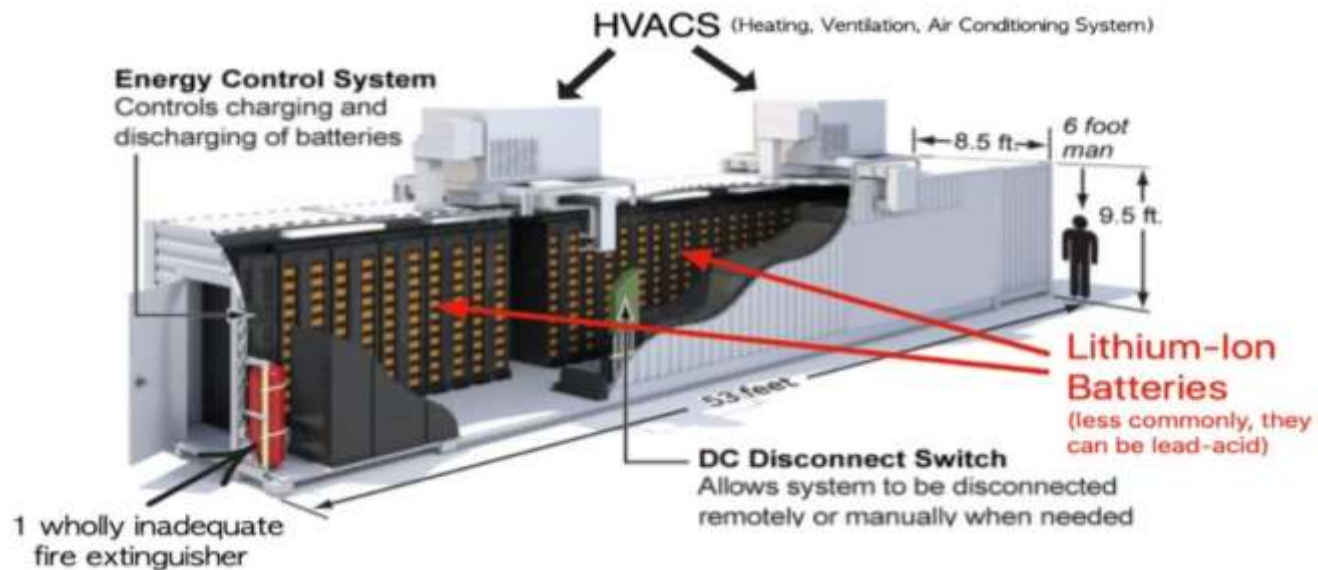 HVACS (Heating, Ventilation, Air Conditioning System)
Energy Control System
Controls charging and
discharging of batteries
8.5 ft.
6 foot
man
9.5 ft.
Lithium-Ion
Batteries
(less commonly, they
can be lead-acid)
53 feet
DC Disconnect Switch
Allows system to be disconnected
remotely or manually when needed
1 wholly inadequate
fire extinguisher